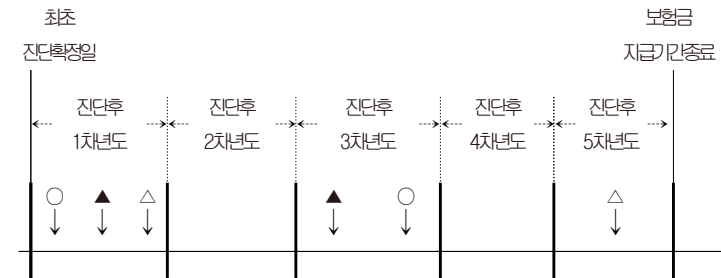 최초
진단확정일
보험금
지급기간종료
진단후
1차년도
진단후
2차년도
진단후
3차년도
진단후
4차년도
진단후
5차년도
○ ▲ △ ▲ ○ △